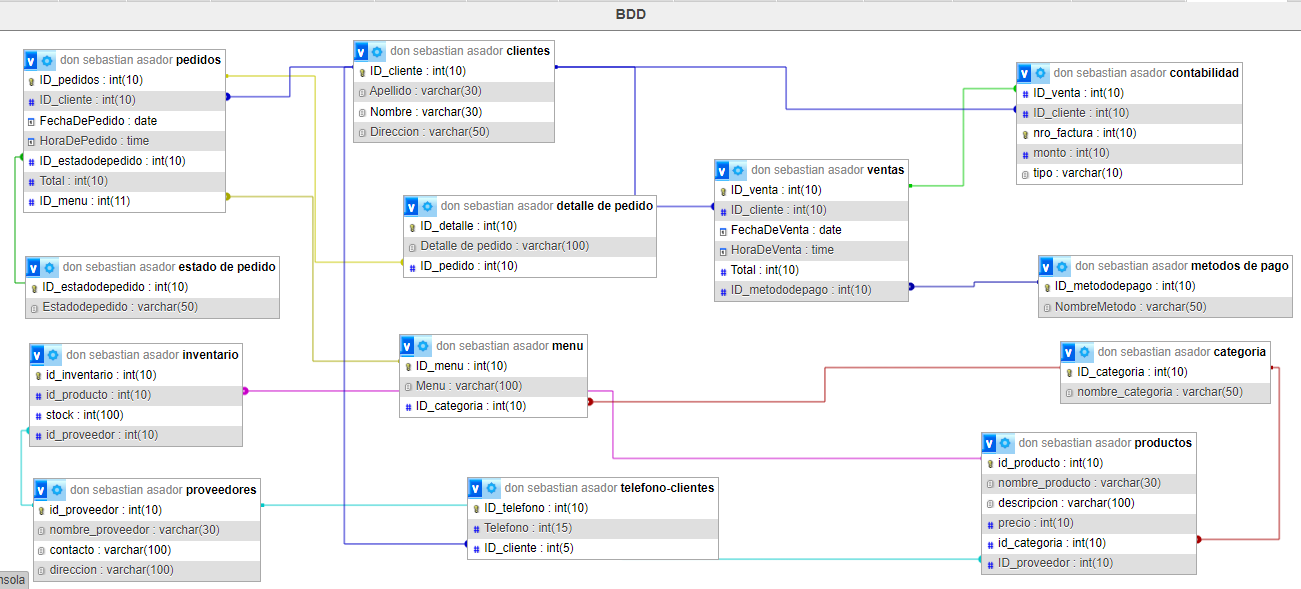 BDD
don sebastian asador pedidos
ID_pedidos : int(10)
ID_cliente : int(10)
FechaDePedido : date
HoraDePedido : time
ID_estadodepedido : int(10)
Total : int(10)
ID_menu : int(11)
don sebastian asador clientes
ID_cliente : int(10)
Apellido : varchar(30)
Nombre : varchar(30)
Direccion : varchar(50)
don sebastian asador contabilidad
ID_venta : int(10)
ID_cliente : int(10)
nro_factura : int(10)
monto : int(10)
tipo : varchar(10)
don sebastian asador ventas
ID_venta : int(10)
ID_cliente : int(10)
FechaDeVenta : date
HoraDeVenta : time
Total : int(10)
ID_metododepago : int(10)
don sebastian asador detalle de pedido
ID_detalle : int(10)
Detalle de pedido : varchar(100)
ID_pedido : int(10)
don sebastian asador estado de pedido
ID_estadodepedido : int(10)
Estadodepedido : varchar(50)
don sebastian asador metodos de pago
ID_metododepago : int(10)
NombreMetodo : varchar(50)
don sebastian asador inventario
id_inventario : int(10)
id_producto : int(10)
stock : int(100)
id_proveedor : int(10)
don sebastian asador menu
ID_menu : int(10)
Menu : varchar(100)
ID_categoria : int(10)
don sebastian asador categoria
ID_categoria : int(10)
nombre_categoria : varchar(50)
don sebastian asador productos
id_producto : int(10)
nombre_producto : varchar(30)
descripcion : varchar(100)
precio : int(10)
id_categoria : int(10)
ID_proveedor : int(10)
don sebastian asador proveedores
id_proveedor : int(10)
nombre_proveedor : varchar(30)
contacto : varchar(100)
direccion : varchar(100)
don sebastian asador telefono-clientes
ID_telefono : int(10)
Telefono : int(15)
ID_cliente : int(5)
nsola